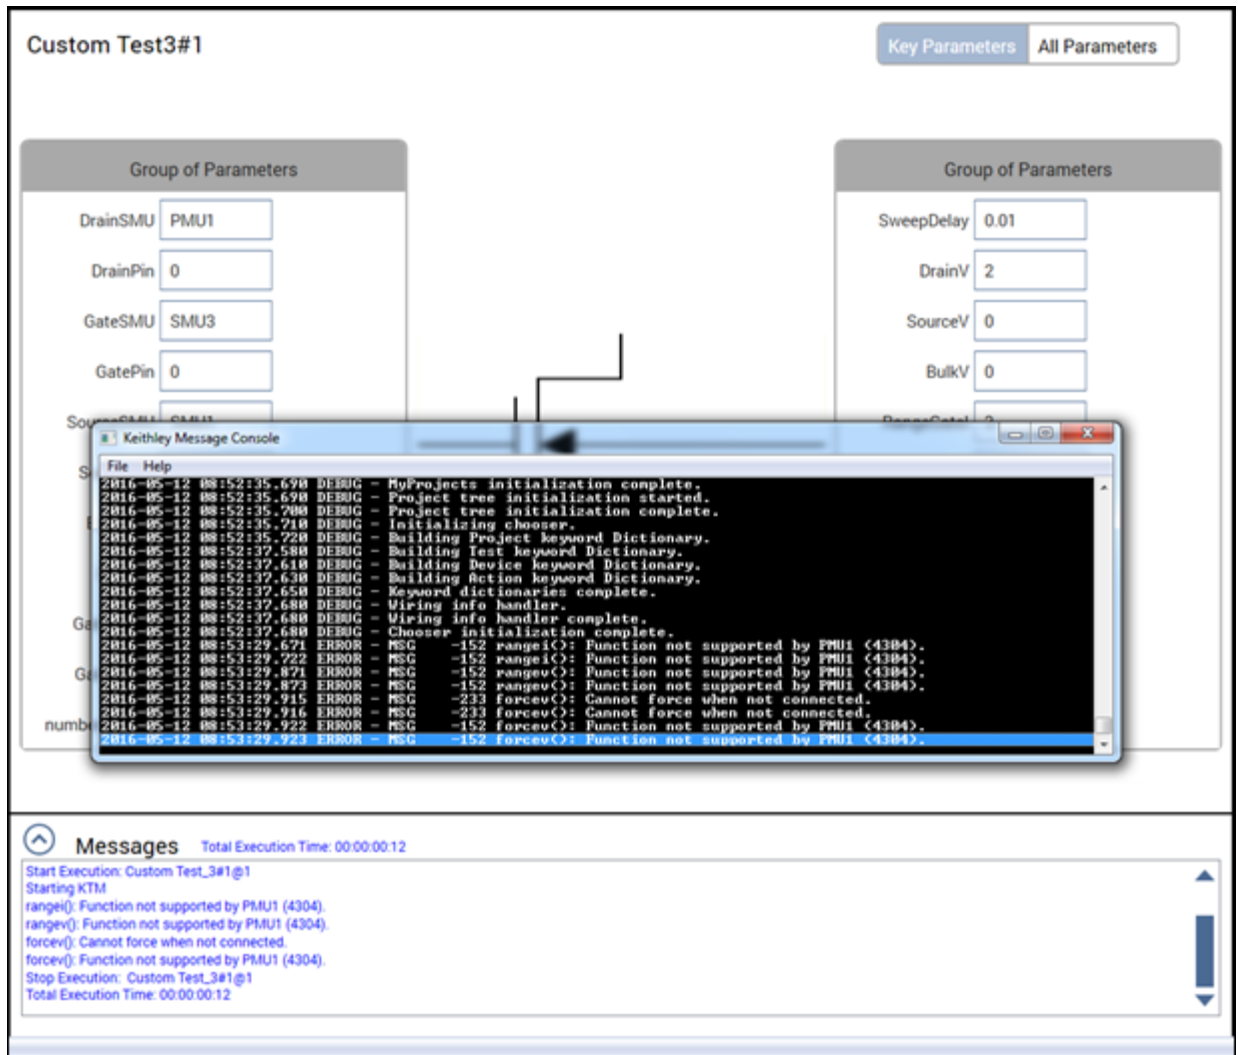 Custom Test3#1
Key Parameters All Parameters
Group of Parameters
DrainSMU PMU1
DrainPin 0
GateSMU SMU3
GatePin 0
SourceSMU SMU1
Group of Parameters
SweepDelay 0.01
DrainV 2
SourceV 0
BulkV 0
Keithley Message Console
File Help
2016-05-12 08:52:35.690 DEBUG - MyProjects initialization complete.
2016-05-12 08:52:35.690 DEBUG - Project tree initialization started.
2016-05-12 08:52:35.700 DEBUG - Project tree initialization complete.
2016-05-12 08:52:35.710 DEBUG - Initializing chooser.
2016-05-12 08:52:35.720 DEBUG - Building Project keyword Dictionary.
2016-05-12 08:52:37.580 DEBUG - Building Test keyword Dictionary.
2016-05-12 08:52:37.610 DEBUG - Building Device keyword Dictionary.
2016-05-12 08:52:37.630 DEBUG - Building Action keyword Dictionary.
2016-05-12 08:52:37.650 DEBUG - Keyword dictionaries complete.
2016-05-12 08:52:37.680 DEBUG - Wiring info handler.
2016-05-12 08:52:37.680 DEBUG - Wiring info handler complete.
2016-05-12 08:52:37.680 DEBUG - Chooser initialization complete.
2016-05-12 08:53:29.671 ERROR - MSG -152 rangei(): Function not supported by PMU1 (4304).
2016-05-12 08:53:29.722 ERROR - MSG -152 rangei(): Function not supported by PMU1 (4304).
2016-05-12 08:53:29.871 ERROR - MSG -152 rangev(): Function not supported by PMU1 (4304).
2016-05-12 08:53:29.873 ERROR - MSG -152 rangev(): Function not supported by PMU1 (4304).
2016-05-12 08:53:29.915 ERROR - MSG -233 forcev(): Cannot force when not connected.
2016-05-12 08:53:29.916 ERROR - MSG -233 forcev(): Cannot force when not connected.
2016-05-12 08:53:29.922 ERROR - MSG -152 forcev(): Function not supported by PMU1 (4304).
2016-05-12 08:53:29.923 ERROR - MSG -152 forcev(): Function not supported by PMU1 (4304).
numbe
Messages Total Execution Time: 00:00:00:12
Start Execution: Custom Test_3#1@1
Starting KTM
rangei(): Function not supported by PMU1 (4304).
rangev(): Function not supported by PMU1 (4304).
forcev(): Cannot force when not connected.
forcev(): Function not supported by PMU1 (4304).
Stop Execution: Custom Test_3#1@1
Total Execution Time: 00:00:00:12